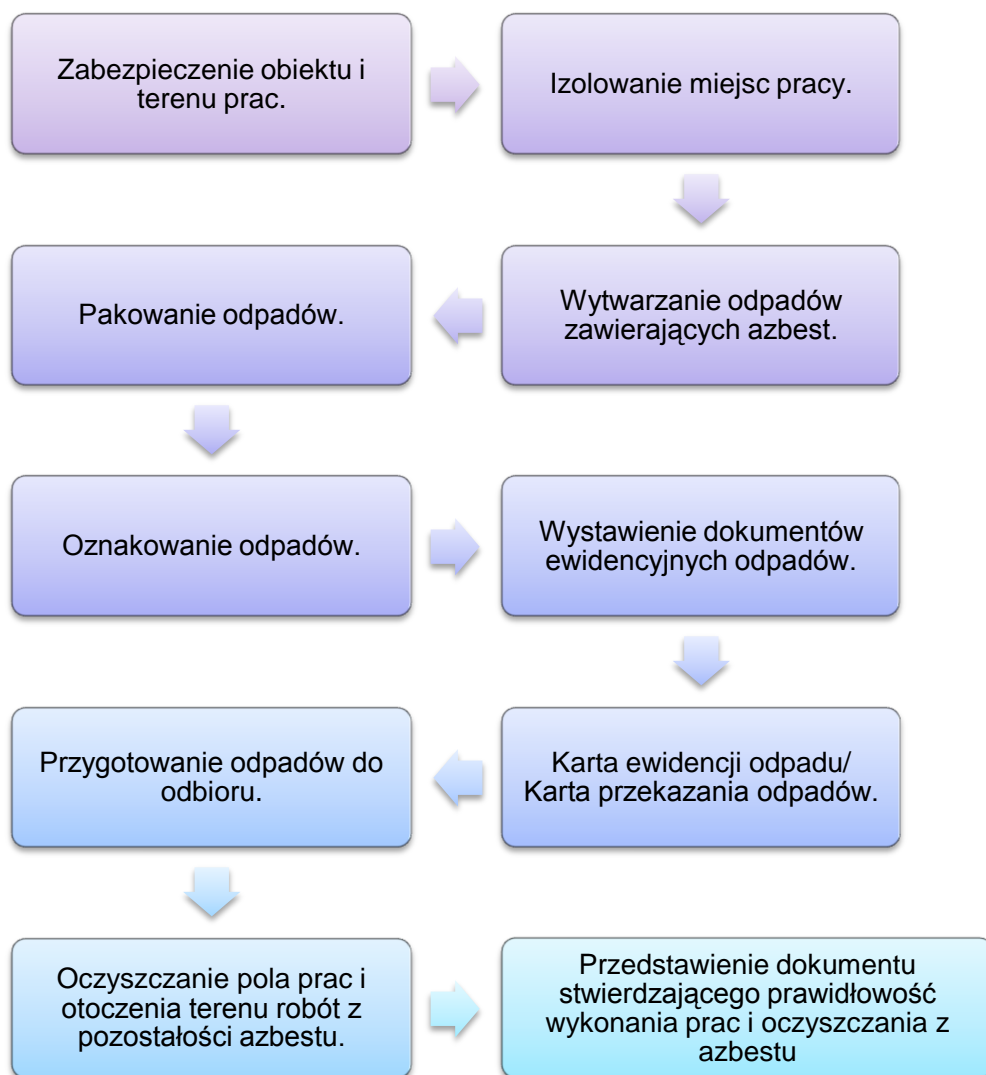 Zabezpieczenie obiektu i
terenu prac.
Izolowanie miejsc pracy.
Wytwarzanie odpadów
zawierających azbest.
Pakowanie odpadów.
Oznakowanie odpadów.
Wystawienie dokumentów
ewidencyjnych odpadów.
Karta ewidencji odpadu/
Karta przekazania odpadów.
Przygotowanie odpadów do
odbioru.
Oczyszczanie pola prac i
otoczenia terenu robót z
pozostałości azbestu.
Przedstawienie dokumentu
stwierdzającego prawidłowość
wykonania prac i oczyszczania z
azbestu